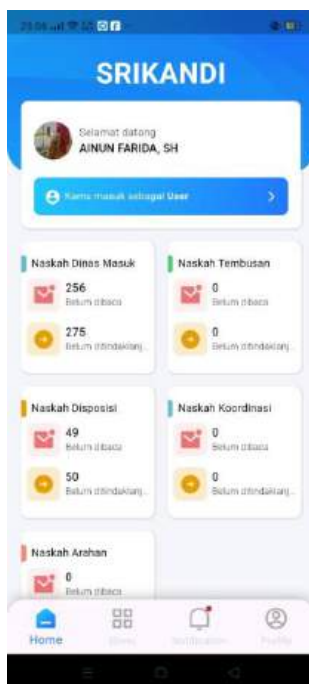 SRIKANDI
Selamat datang
AINUN FARIDA, SH
Kamu masuk sebagai User
Naskah Dinas Masuk
256
Belum dibaca
275
Belum ditindaklanj...
Naskah Tembusan
0
Belum dibaca
0
Belum ditindaklanj...
Naskah Disposisi
49
Belum dibaca
50
Belum ditindaklanj...
Naskah Koordinasi
0
Belum dibaca
0
Belum ditindaklanj...
Naskah Arahan
0
Belum dibaca
Home
Notification
Profile